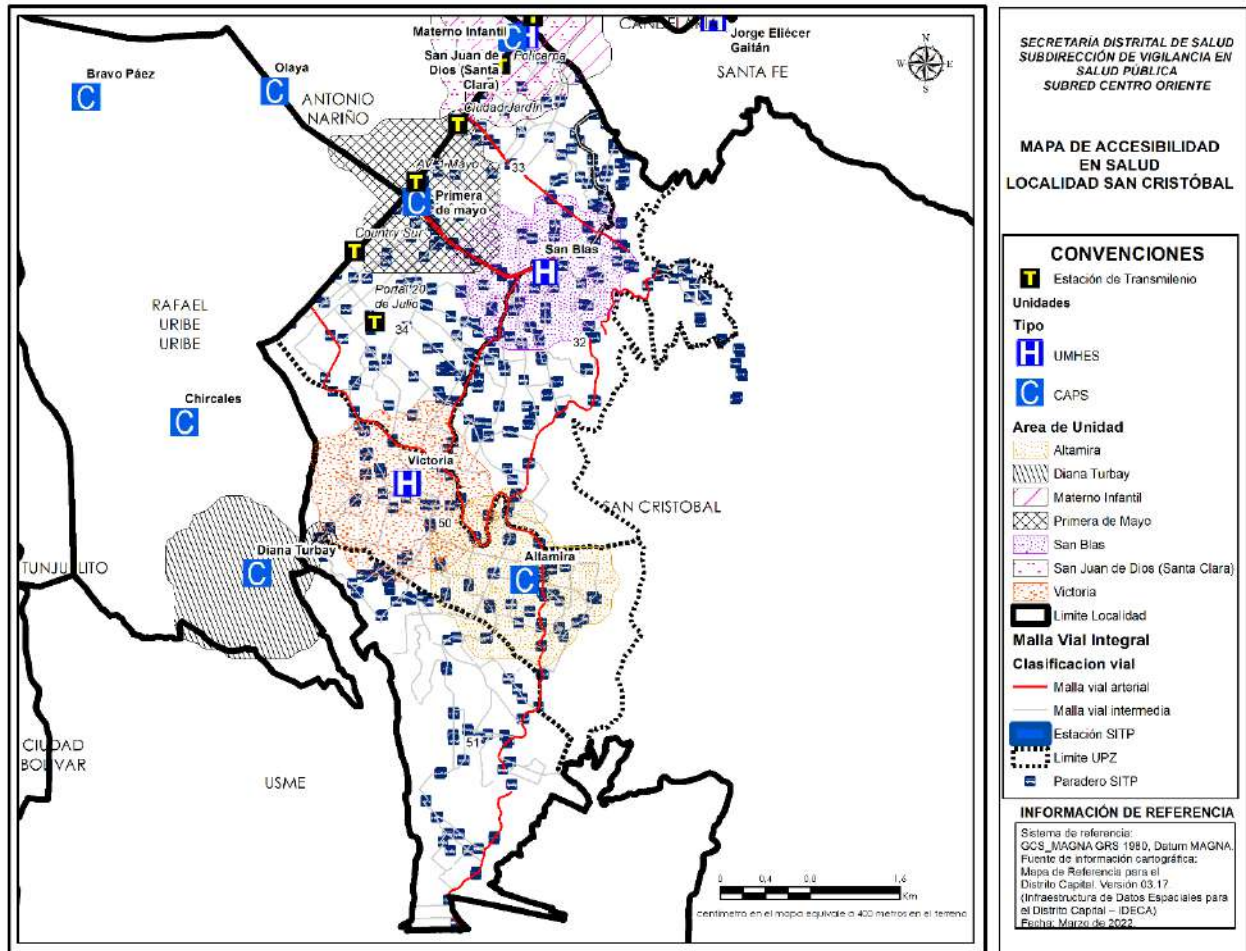 Materno Infantil
CANDELARIA
Jorge Eliécer
Gaitán
San Juan de
Dios (Santa
Clara)
Policarpa
SANTA FE
Bravo Páez
Olaya
ANTONIO
NARIÑO
Ciudad Jardín
33
Primera
de mayo
Country Sur
San Blas
Portal 20
de Julio
34
32
RAFAEL
URIBE
URIBE
Chircales
Victoria
50
SAN CRISTÓBAL
Diana Turbay
Altamira
TUNJUELITO
51
CIUDAD
BOLIVAR
USME
N
W
E
S
0
0,4
0,8
1,6
Km
centímetro en el mapa equivale a 400 metros en el terreno
SECRETARÍA DISTRITAL DE SALUD
SUBDIRECCIÓN DE VIGILANCIA EN
SALUD PÚBLICA
SUBRED CENTRO ORIENTE
MAPA DE ACCESIBILIDAD
EN SALUD
LOCALIDAD SAN CRISTÓBAL
CONVENCIONES
T Estación de Transmilenio
Unidades
Tipo
H UMHES
C CAPS
Area de Unidad
Altamira
Diana Turbay
Materno Infantil
Primera de Mayo
San Blas
San Juan de Dios (Santa Clara)
Victoria
Limite Localidad
Malla Vial Integral
Clasificacion vial
Malla vial arterial
Malla vial intermedia
Estación SITP
Limite UPZ
Paradero SITP
INFORMACIÓN DE REFERENCIA
Sistema de referencia:
GCS_MAGNA GRS 1980, Datum MAGNA.
Fuente de información cartográfica:
Mapa de Referencia para el
Distrito Capital. Versión 03.17
(Infraestructura de Datos Espaciales para
el Distrito Capital – IDECA)
Fecha: Marzo de 2022.